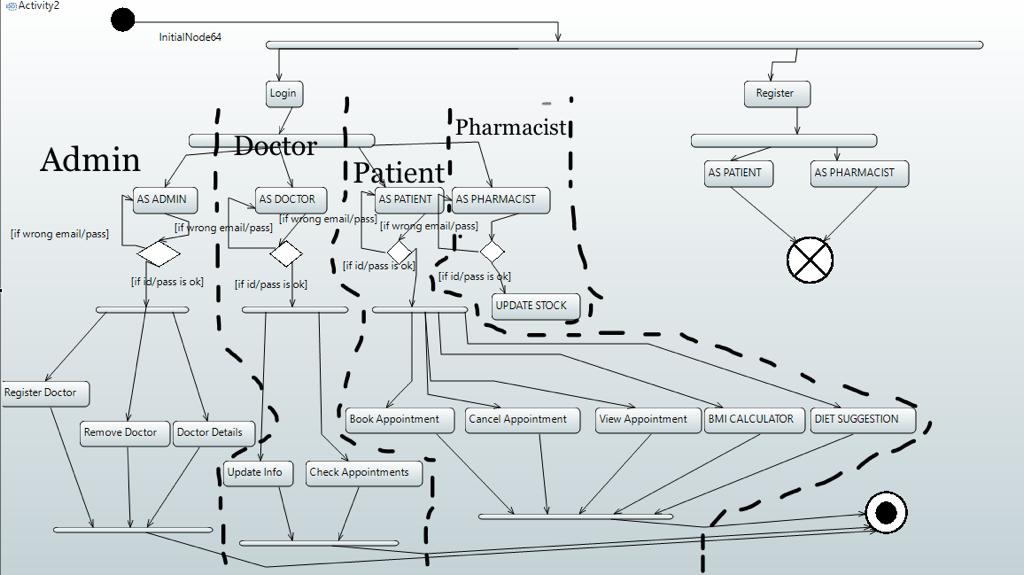 Activity2
InitialNode64
Login
Register
Pharmacist
Doctor
Admin
Patient
AS PATIENT
AS PHARMACIST
AS ADMIN
AS DOCTOR
AS PATIENT
AS PHARMACIST
[if wrong email/pass]
[if wrong email/pass]
[if wrong email/pass]
[if wrong email/pass]
[if id/pass is ok]
[if id/pass is ok]
[if id/pass is ok]
[if id/pass is ok]
UPDATE STOCK
Register Doctor
Remove Doctor
Doctor Details
Book Appointment
Cancel Appointment
View Appointment
BMI CALCULATOR
DIET SUGGESTION
Update Info
Check Appointments